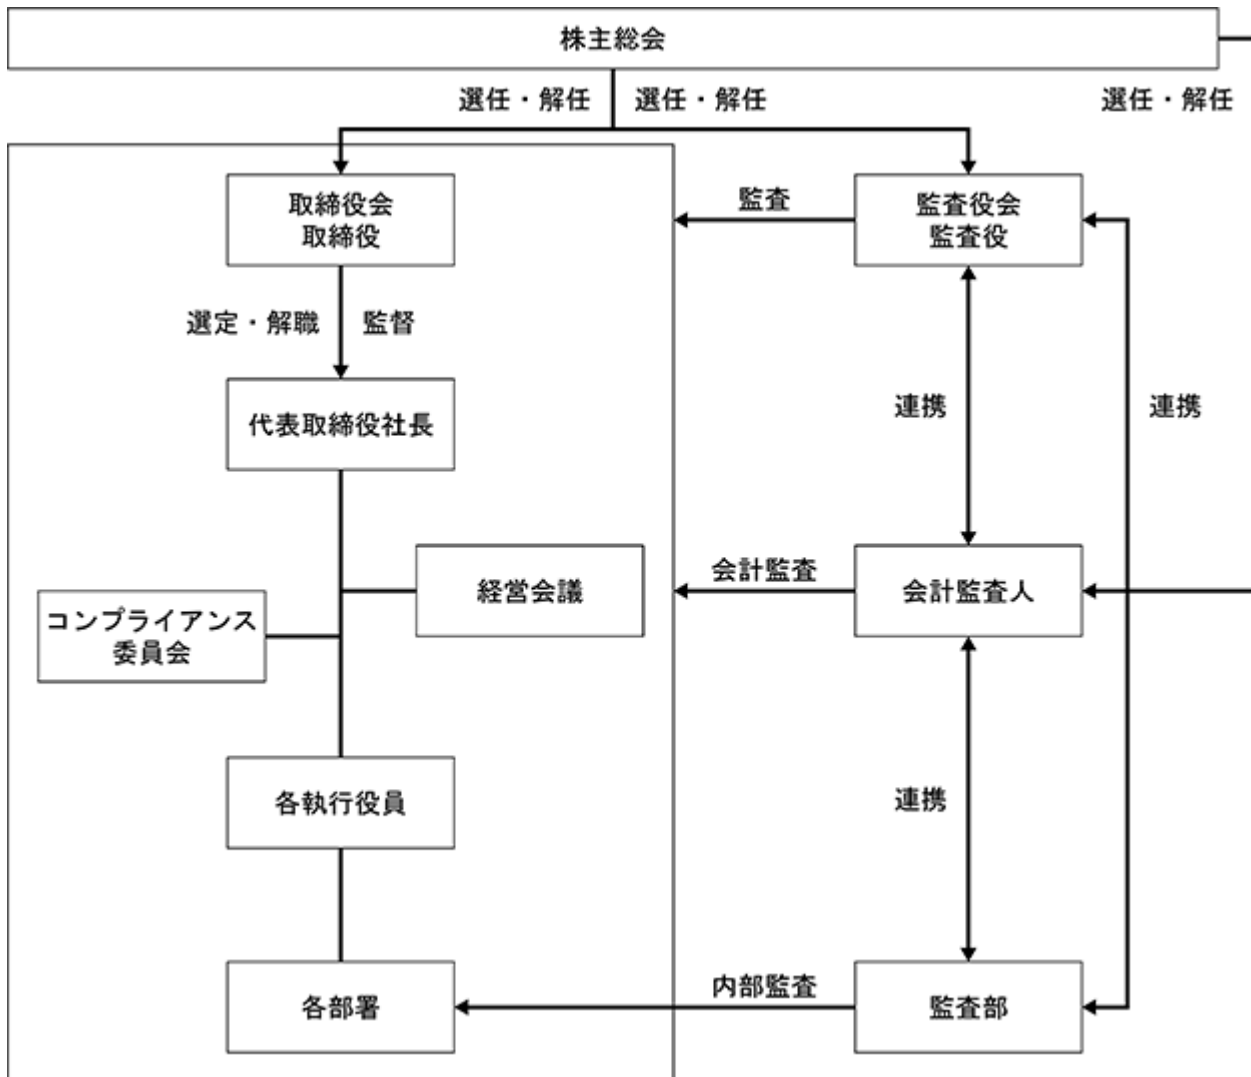 株主総会
選任・解任
選任・解任
選任・解任
取締役会
取締役
監査
監査役会
監査役
選定・解職
監督
代表取締役社長
連携
連携
経営会議
会計監査
会計監査人
コンプライアンス
委員会
各執行役員
連携
各部署
内部監査
監査部